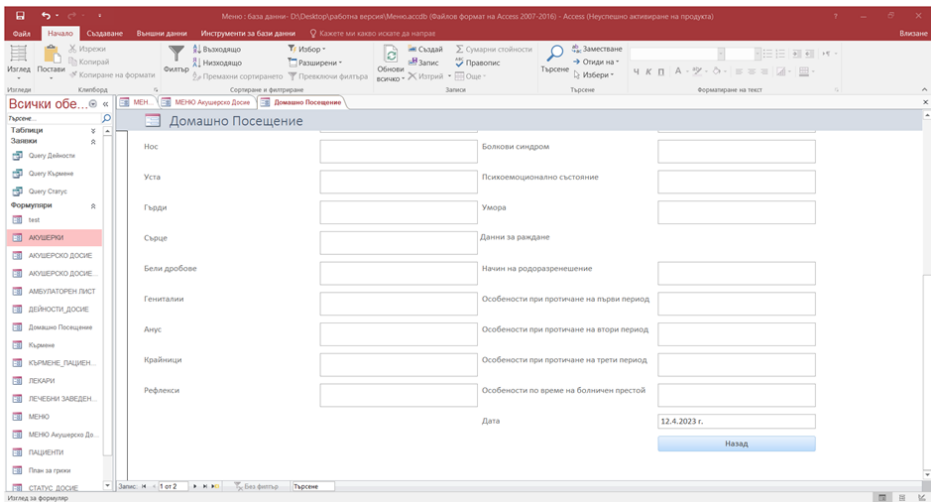 Меню : база данни- D:\Desktop\работна версия\Меню.accdb (Файлов формат на Access 2007-2016) - Access (Неуспешно активиране на продукта)
Файл Начало Създаване Външни данни Инструменти за бази данни Кажете ми какво искате да направ Влизане
Изглед Постави Изрежи Копирай Копиране на формати
Филтър Възходящо Низходящо Премахни сортирането Избор Разширени Превключи филтъра
Обнови всичко Създай Запис Изтрий Сумарни стойности Правопис Още
Търсене Заместване Отиди на Избери
Ч К П А
Изгледи Клипборд Сортиране и филтриране Записи Търсене Форматиране на текст
Всички обе...
МЕН... МЕНЮ Акушерско Досие Домашно Посещение
Търсене...
Домашно Посещение
Таблици
Заявки
Query Дейности
Query Кърмене
Query Статус
Формуляри
test
АКУШЕРКИ
АКУШЕРСКО ДОСИЕ
АКУШЕРСКО ДОСИЕ...
АМБУЛАТОРЕН ЛИСТ
ДЕЙНОСТИ_ДОСИЕ
Домашно Посещение
Кърмене
КЪРМЕНЕ_ПАЦИЕН...
ЛЕКАРИ
ЛЕЧЕБНИ ЗАВЕДЕН...
МЕНЮ
МЕНЮ Акушерско До...
ПАЦИЕНТИ
План за грижи
СТАТУС_ДОСИЕ
Нос Болкови синдром
Уста Психоемоционално състояние
Гърди Умора
Сърце Данни за раждане
Бели дробове Начин на родоразренешение
Гениталии Особености при протичане на първи период
Анус Особености при протичане на втори период
Крайници Особености при протичане на трети период
Рефлекси Особености по време на болничен престой
Дата 12.4.2023 г.
Назад
Запис: 1 от 2 Без филтър Търсене
Изглед за формуляр